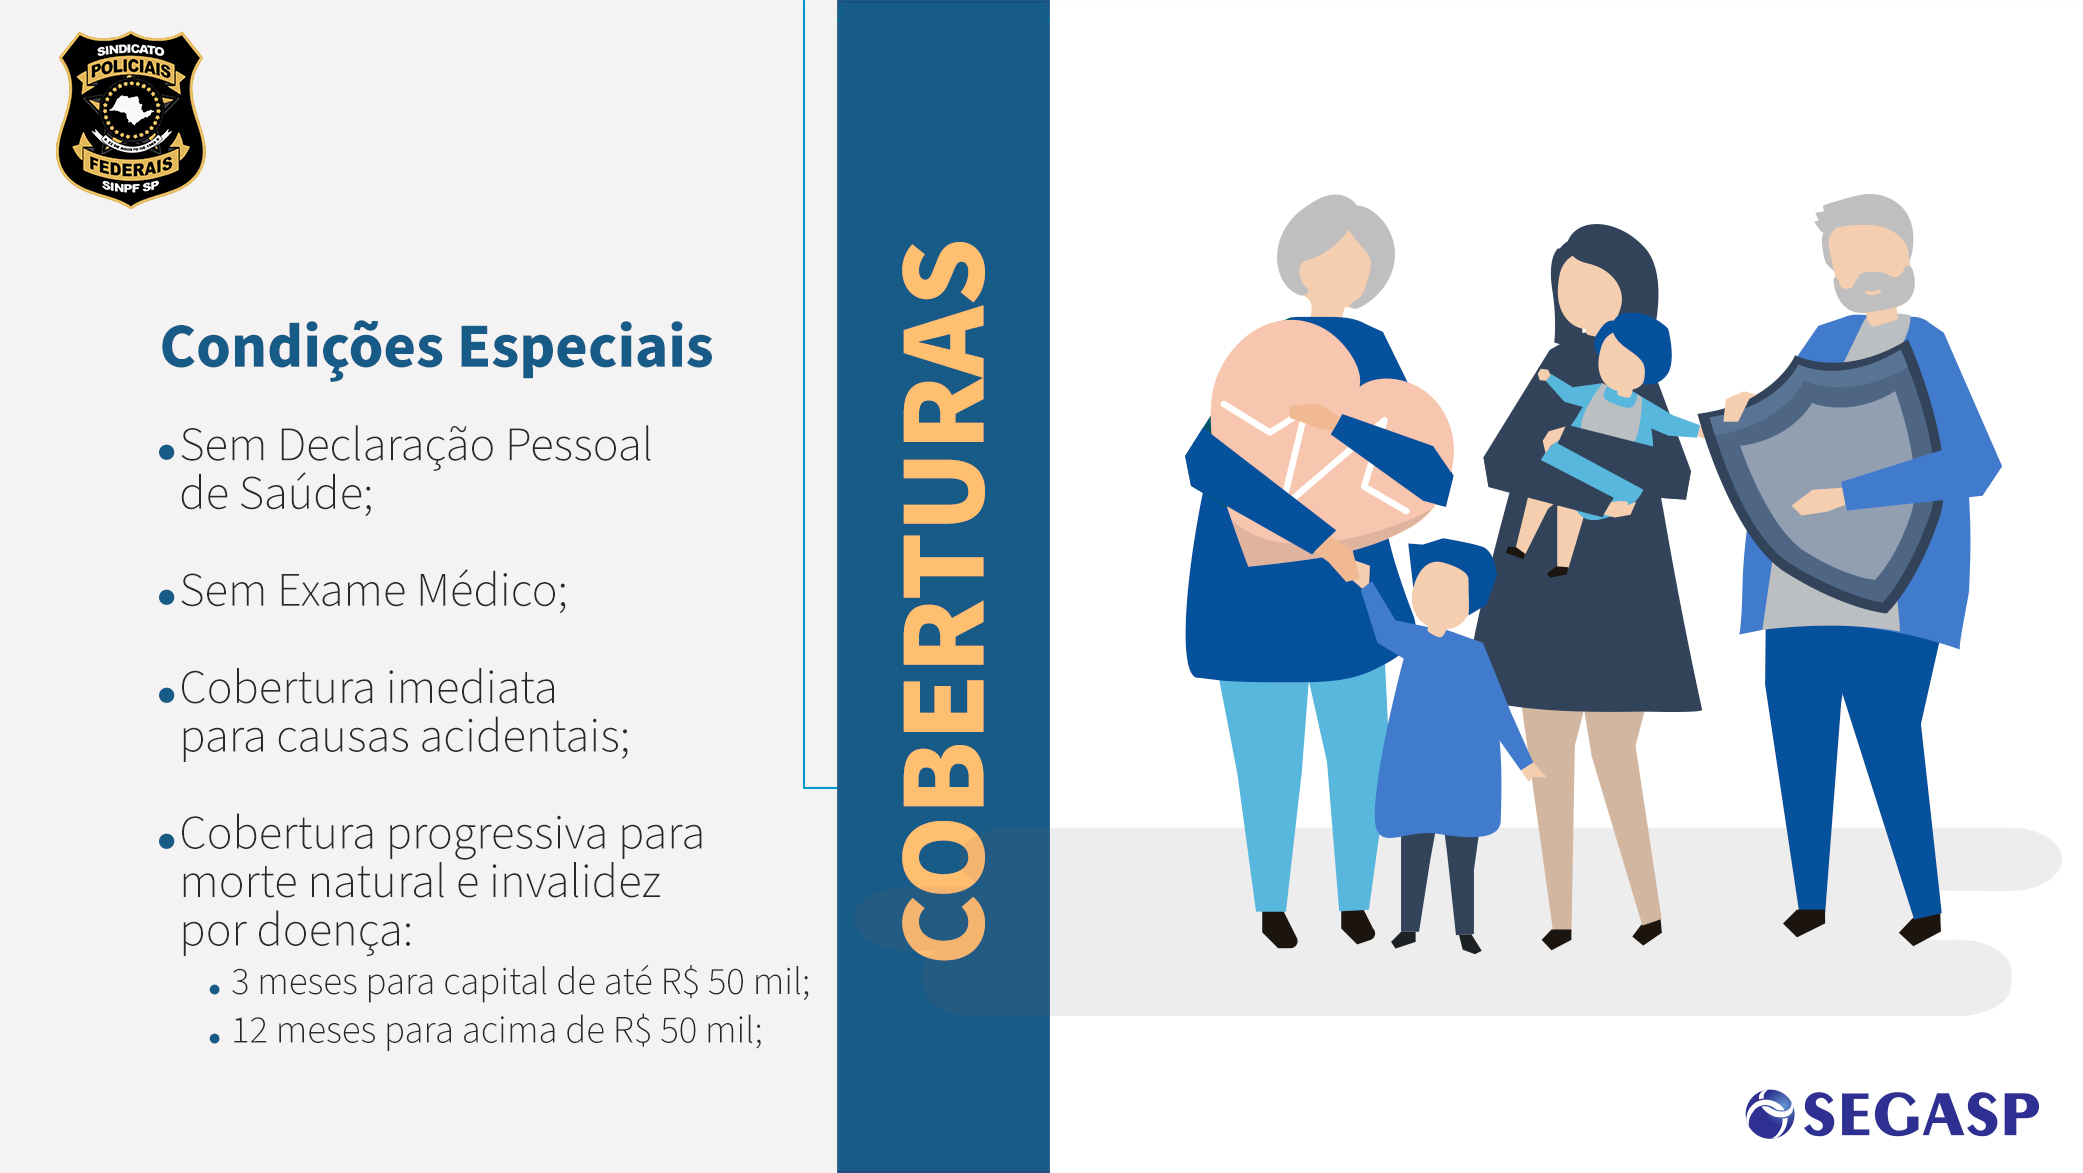 SINDICATO
POLICIAIS
FEDERAIS
SINPF SP
Condições Especiais
•Sem Declaração Pessoal
de Saúde;
•Sem Exame Médico;
•Cobertura imediata
para causas acidentais;
•Cobertura progressiva para
morte natural e invalidez
por doença:
• 3 meses para capital de até R$ 50 mil;
• 12 meses para acima de R$ 50 mil;
COBERTURAS
SEGASP